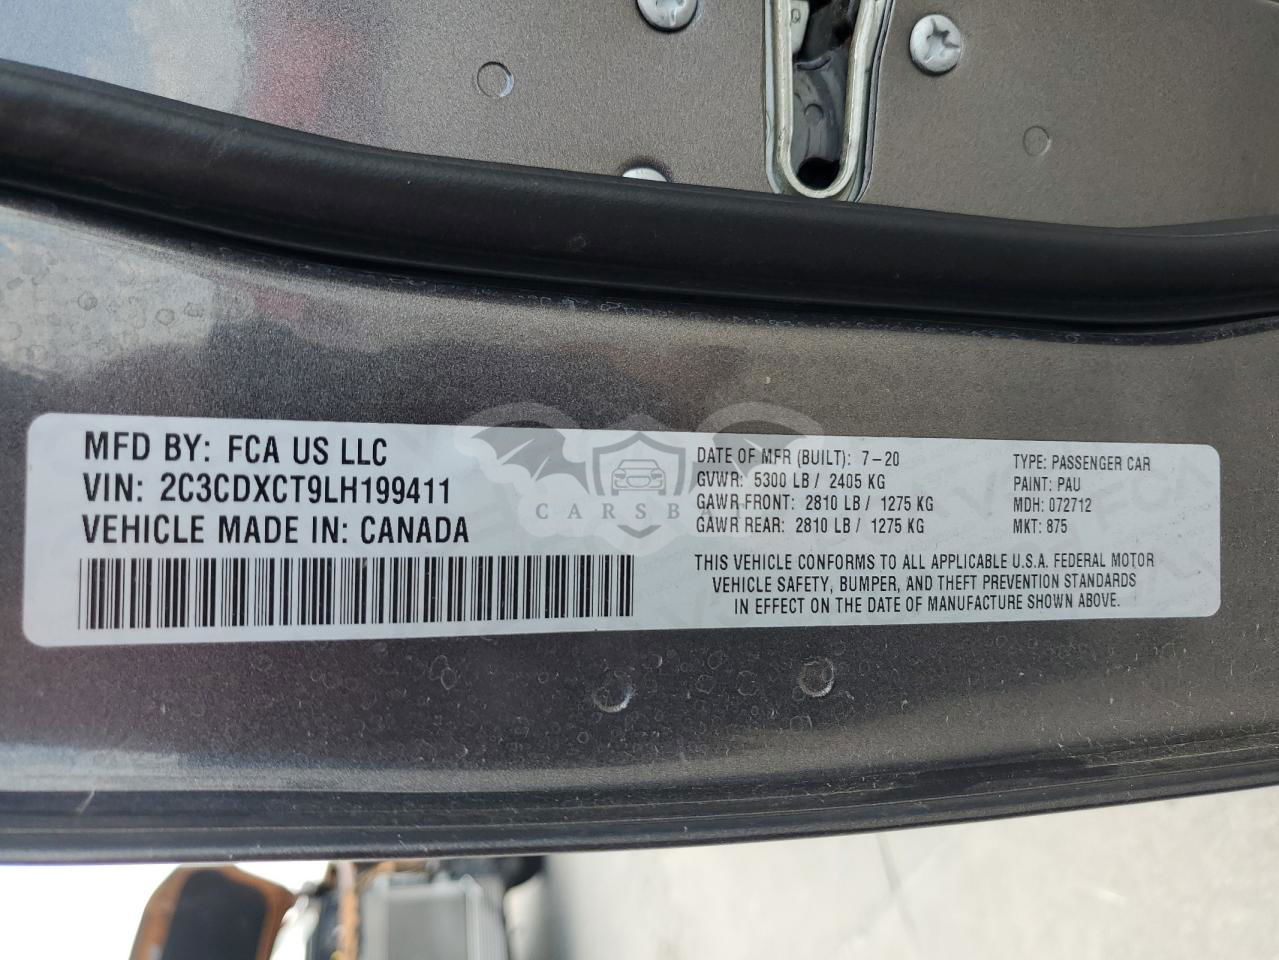 MFD BY: FCA US LLC
VIN: 2C3CDXCT9LH199411
VEHICLE MADE IN: CANADA
CARSBAT
DATE OF MFR (BUILT): 7-20
GVWR: 5300 LB / 2405 KG
GAWR FRONT: 2810 LB / 1275 KG
GAWR REAR: 2810 LB / 1275 KG
TYPE: PASSENGER CAR
PAINT: PAU
MDH: 072712
MKT: 875
THIS VEHICLE CONFORMS TO ALL APPLICABLE U.S.A. FEDERAL MOTOR
VEHICLE SAFETY, BUMPER, AND THEFT PREVENTION STANDARDS
IN EFFECT ON THE DATE OF MANUFACTURE SHOWN ABOVE.